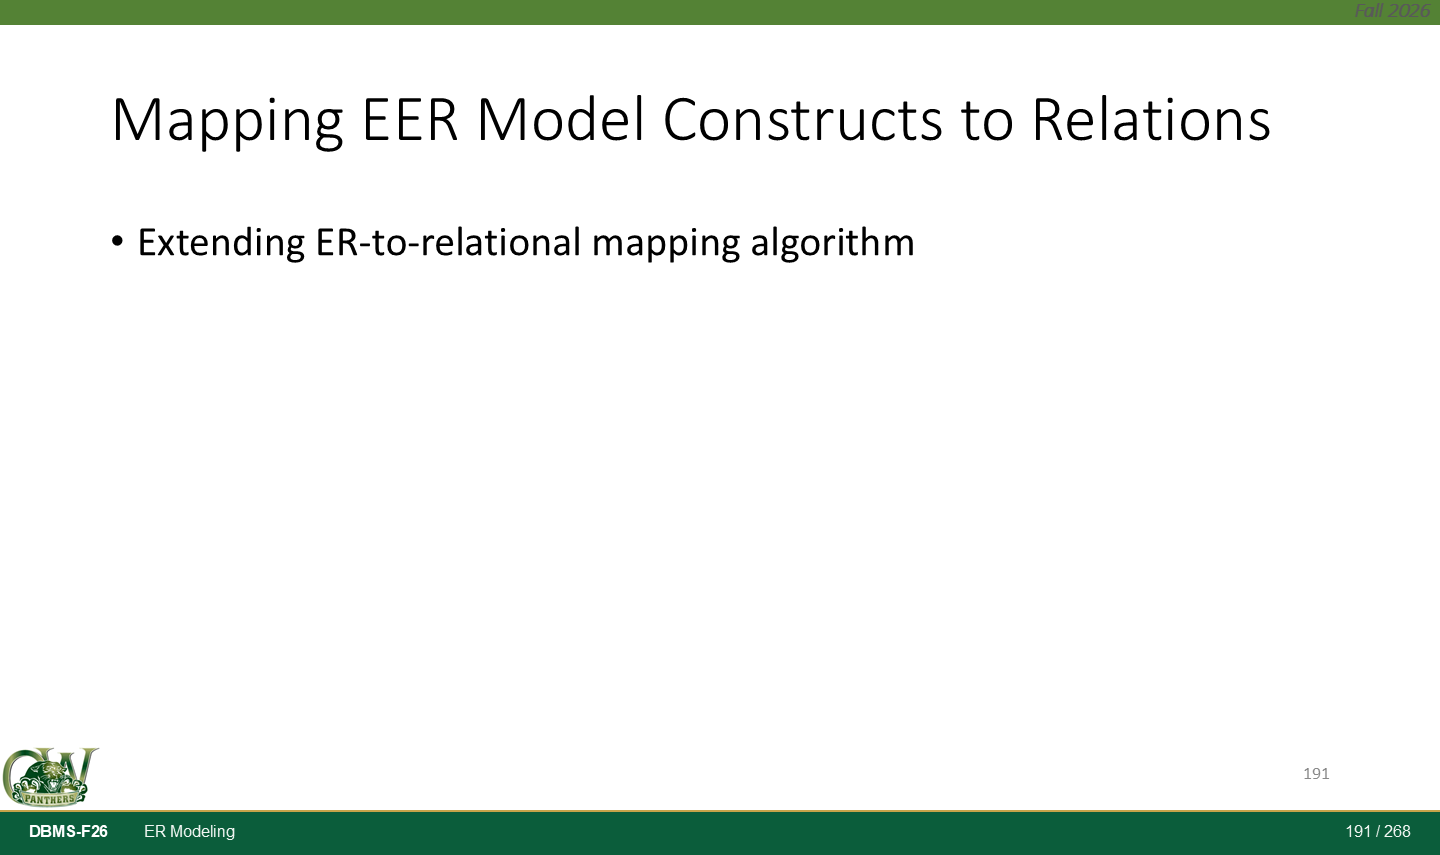 Fall 2026
Mapping EER Model Constructs to Relations
• Extending ER-to-relational mapping algorithm
OW
PANTHERS
191
DBMS-F26 ER Modeling 191 / 268